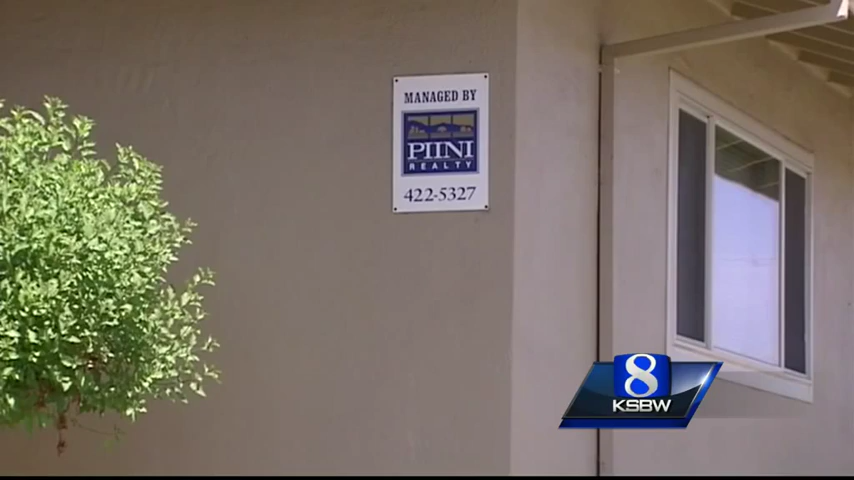 MANAGED BY
PIINI
REALTY
422-5327
8
KSBW